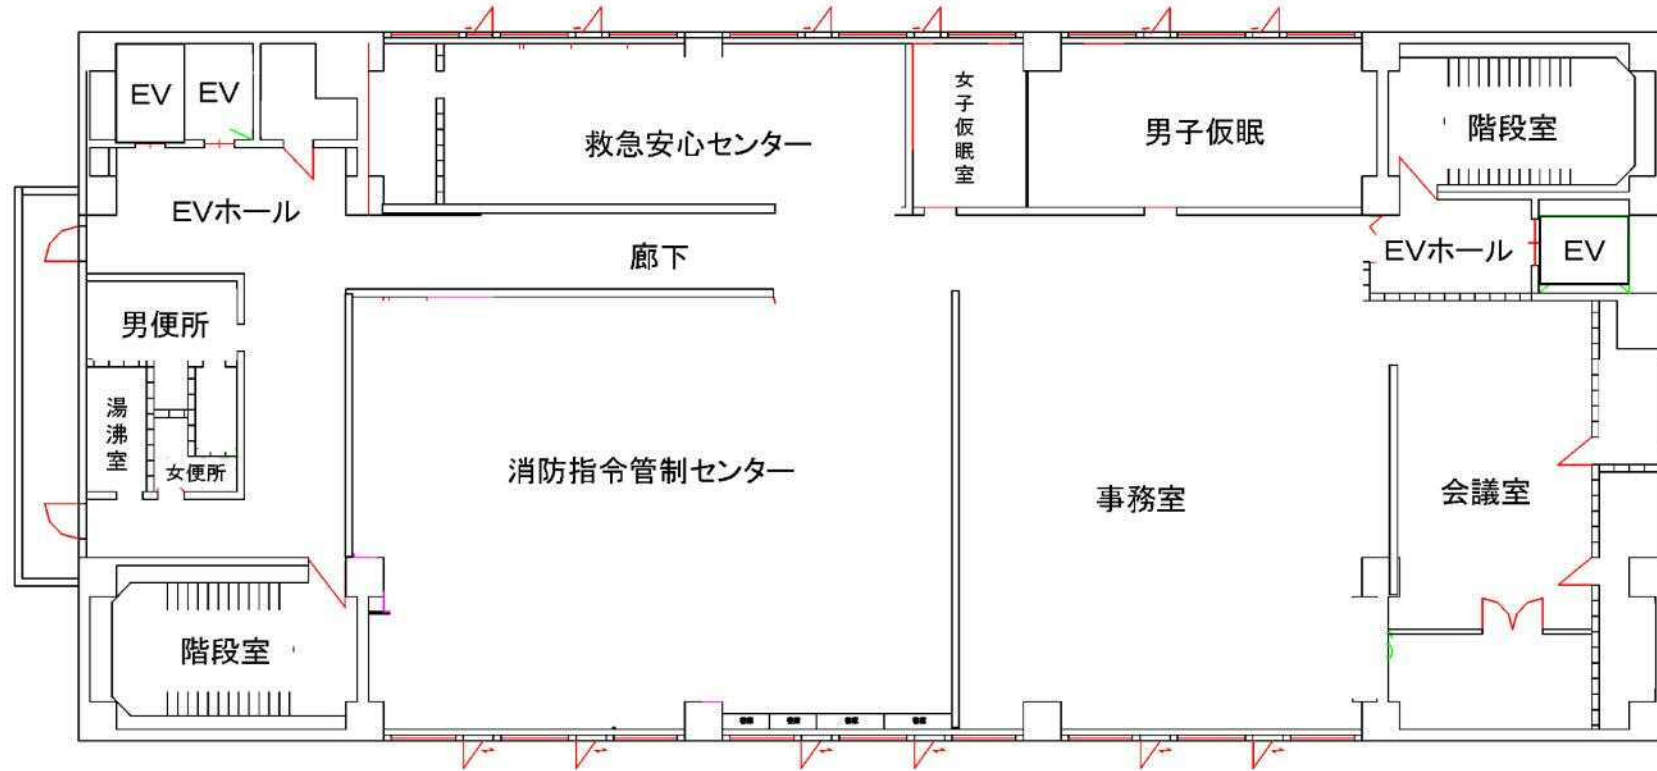 EV
EV
救急安心センター
女子仮眠室
男子仮眠
階段室
EVホール
廊下
EVホール
EV
男便所
湯沸室
女便所
消防指令管制センター
事務室
会議室
階段室